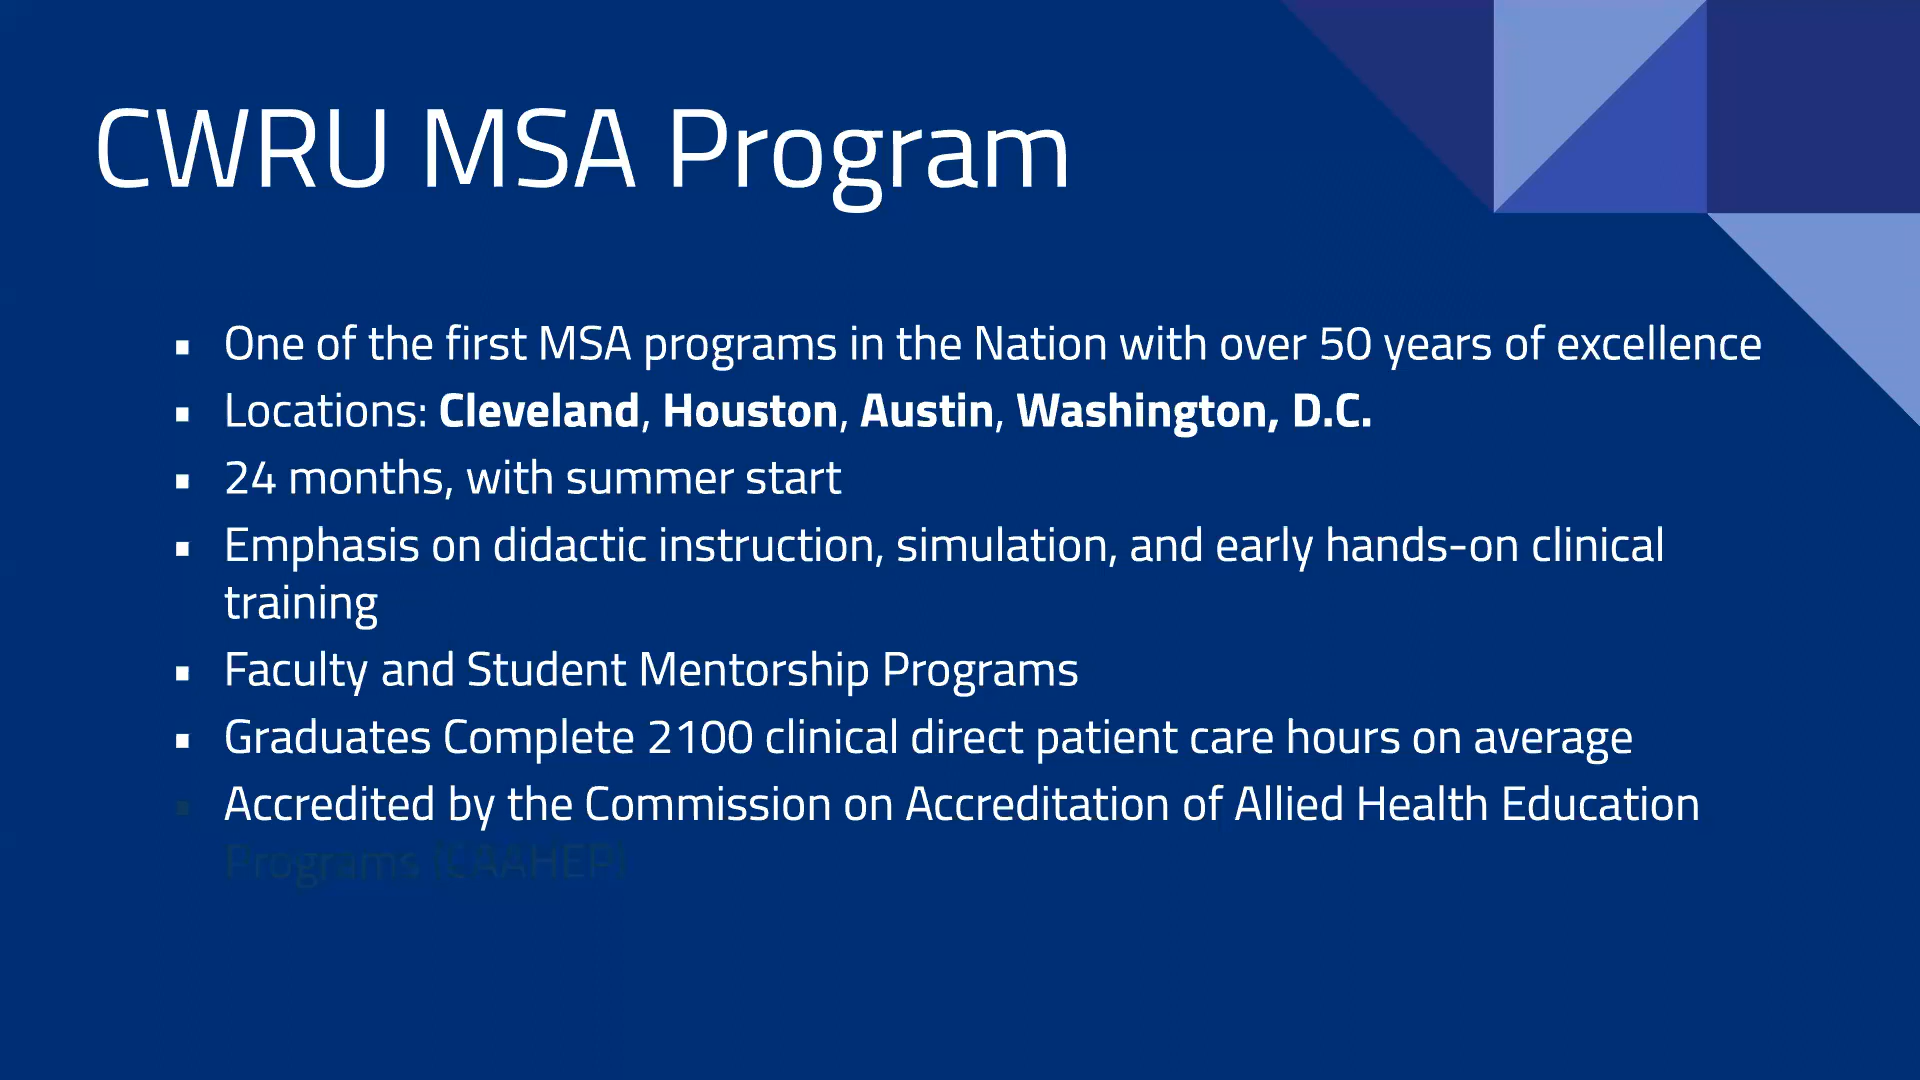 CWRU MSA Program
▪ One of the first MSA programs in the Nation with over 50 years of excellence
▪ Locations: Cleveland, Houston, Austin, Washington, D.C.
▪ 24 months, with summer start
▪ Emphasis on didactic instruction, simulation, and early hands-on clinical
training
▪ Faculty and Student Mentorship Programs
▪ Graduates Complete 2100 clinical direct patient care hours on average
▪ Accredited by the Commission on Accreditation of Allied Health Education
Programs (CAAHEP)